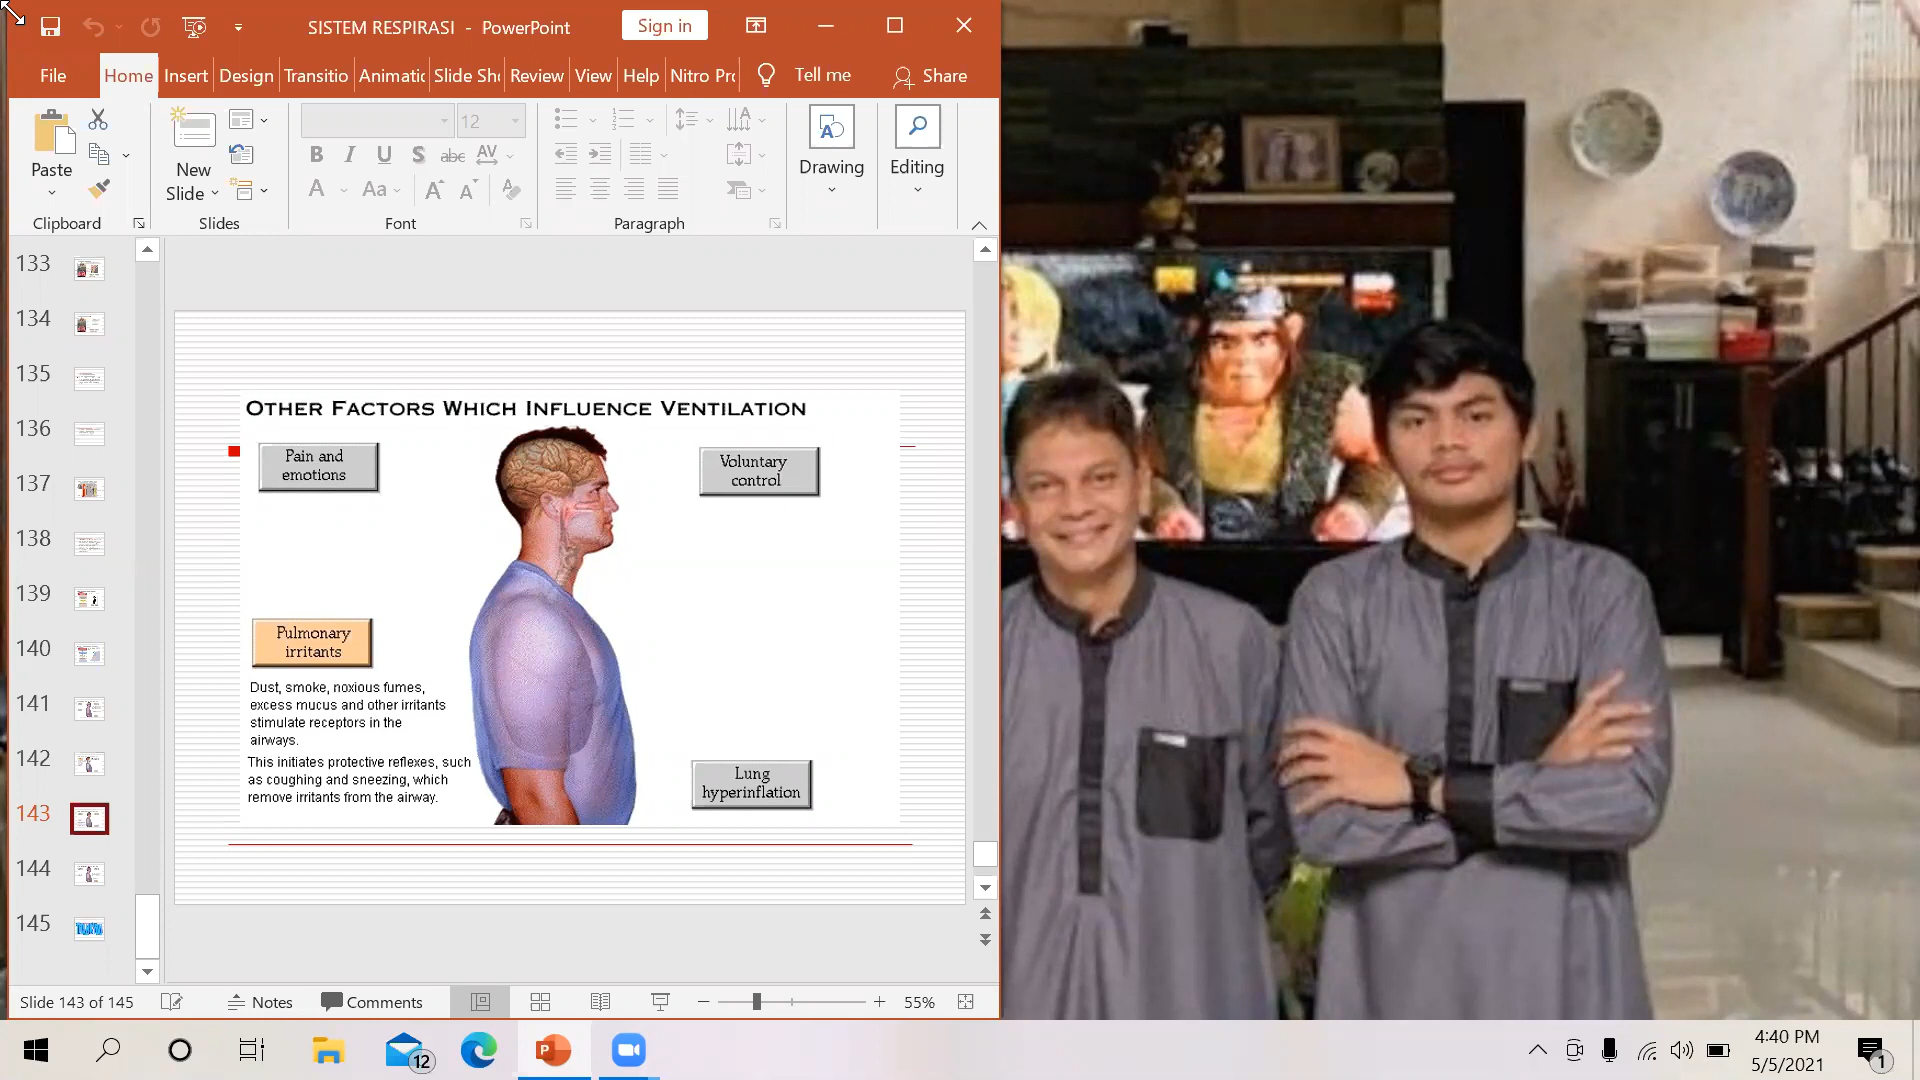 SISTEM RESPIRASI - PowerPoint
Sign in
File Home Insert Design Transitio Animatic Slide Sh Review View Help Nitro Pr Tell me Share
Paste
New
Slide
12
B I U S abc AV
A Aa A A
Drawing
Editing
Clipboard Slides Font Paragraph
133
134
135
136
137
138
139
140
141
142
143
144
145
OTHER FACTORS WHICH INFLUENCE VENTILATION
Pain and
emotions
Voluntary
control
Pulmonary
irritants
Dust, smoke, noxious fumes,
excess mucus and other irritants
stimulate receptors in the
airways.
This initiates protective reflexes, such
as coughing and sneezing, which
remove irritants from the airway.
Lung
hyperinflation
Slide 143 of 145
Notes
Comments
55%
12
4:40 PM
5/5/2021
1